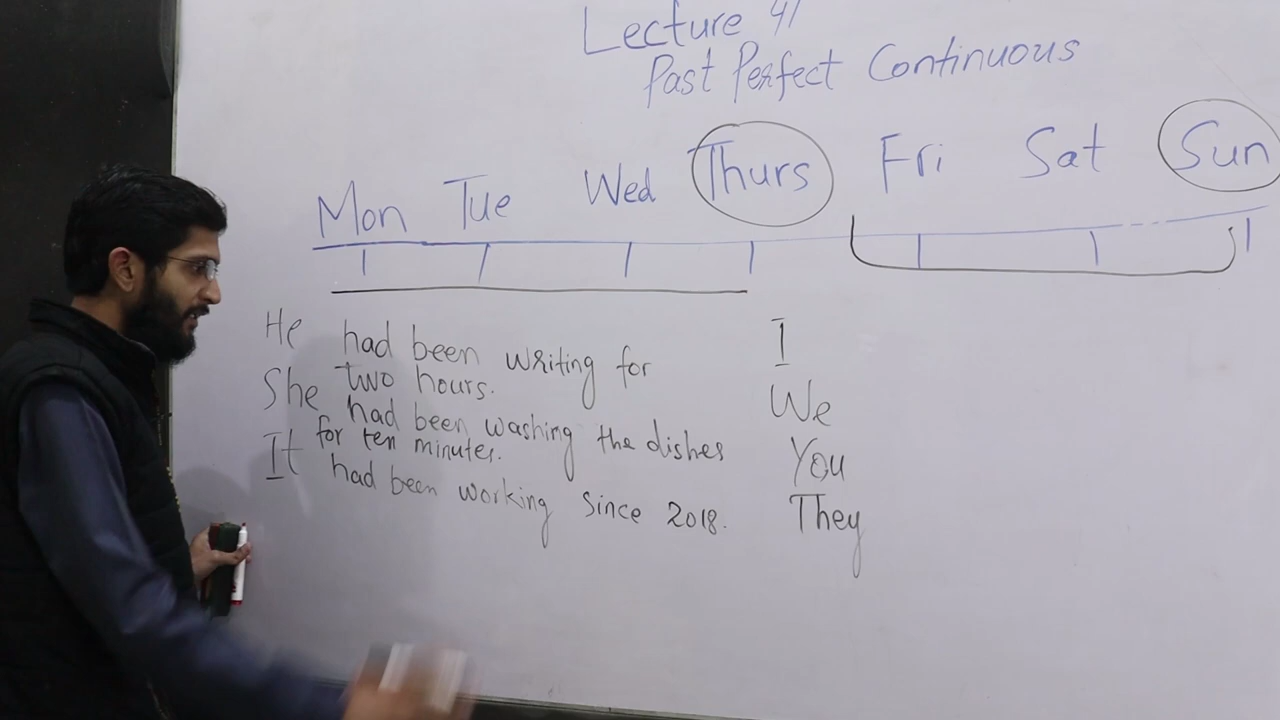 Lecture 41
Past Perfect Continuous
Mon Tue Wed Thurs Fri Sat Sun
He had been writing for
two hours.
She had been washing the dishes
for ten minutes.
It had been working since 2018.
I
We
You
They